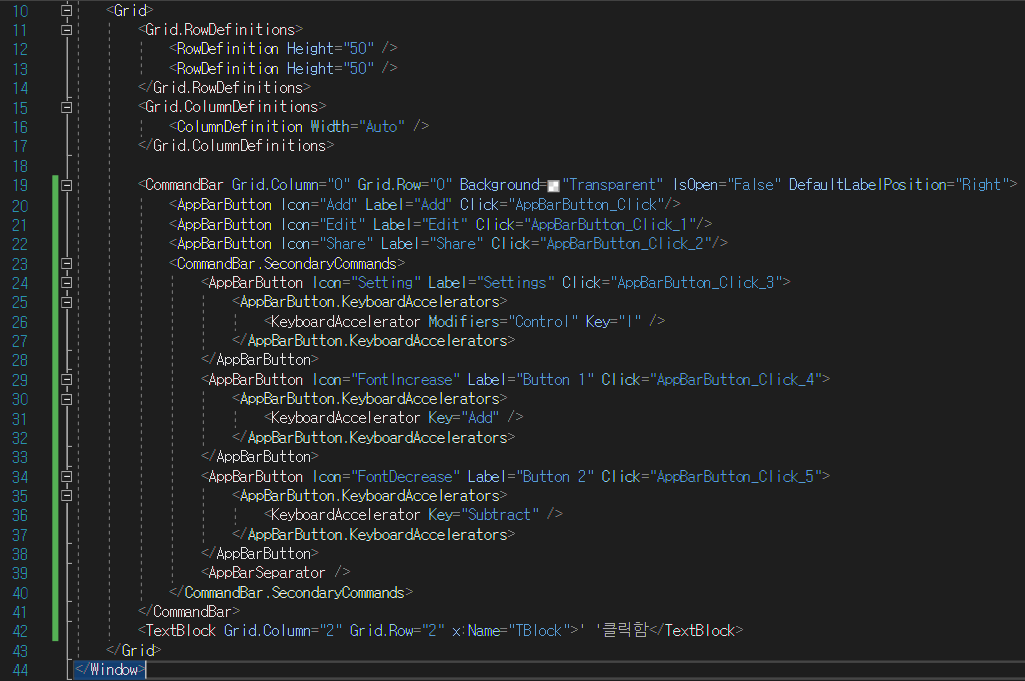 10 <Grid>
11 <Grid.RowDefinitions>
12 <RowDefinition Height="50" />
13 <RowDefinition Height="50" />
14 </Grid.RowDefinitions>
15 <Grid.ColumnDefinitions>
16 <ColumnDefinition Width="Auto" />
17 </Grid.ColumnDefinitions>
18
19 <CommandBar Grid.Column="0" Grid.Row="0" Background="Transparent" IsOpen="False" DefaultLabelPosition="Right">
20 <AppBarButton Icon="Add" Label="Add" Click="AppBarButton_Click"/>
21 <AppBarButton Icon="Edit" Label="Edit" Click="AppBarButton_Click_1"/>
22 <AppBarButton Icon="Share" Label="Share" Click="AppBarButton_Click_2"/>
23 <CommandBar.SecondaryCommands>
24 <AppBarButton Icon="Setting" Label="Settings" Click="AppBarButton_Click_3">
25 <AppBarButton.KeyboardAccelerators>
26 <KeyboardAccelerator Modifiers="Control" Key="I" />
27 </AppBarButton.KeyboardAccelerators>
28 </AppBarButton>
29 <AppBarButton Icon="FontIncrease" Label="Button 1" Click="AppBarButton_Click_4">
30 <AppBarButton.KeyboardAccelerators>
31 <KeyboardAccelerator Key="Add" />
32 </AppBarButton.KeyboardAccelerators>
33 </AppBarButton>
34 <AppBarButton Icon="FontDecrease" Label="Button 2" Click="AppBarButton_Click_5">
35 <AppBarButton.KeyboardAccelerators>
36 <KeyboardAccelerator Key="Subtract" />
37 </AppBarButton.KeyboardAccelerators>
38 </AppBarButton>
39 <AppBarSeparator />
40 </CommandBar.SecondaryCommands>
41 </CommandBar>
42 <TextBlock Grid.Column="2" Grid.Row="2" x:Name="TBlock">' '클릭함</TextBlock>
43 </Grid>
44 </Window>